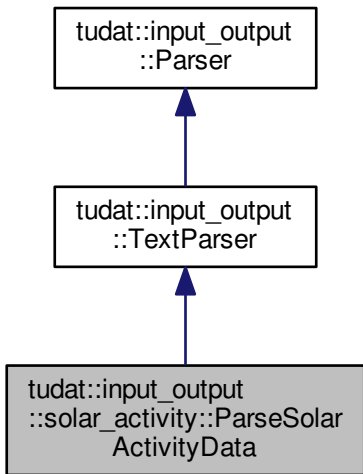 tudat::input_output
::Parser
tudat::input_output
::TextParser
tudat::input_output
::solar_activity::ParseSolar
ActivityData